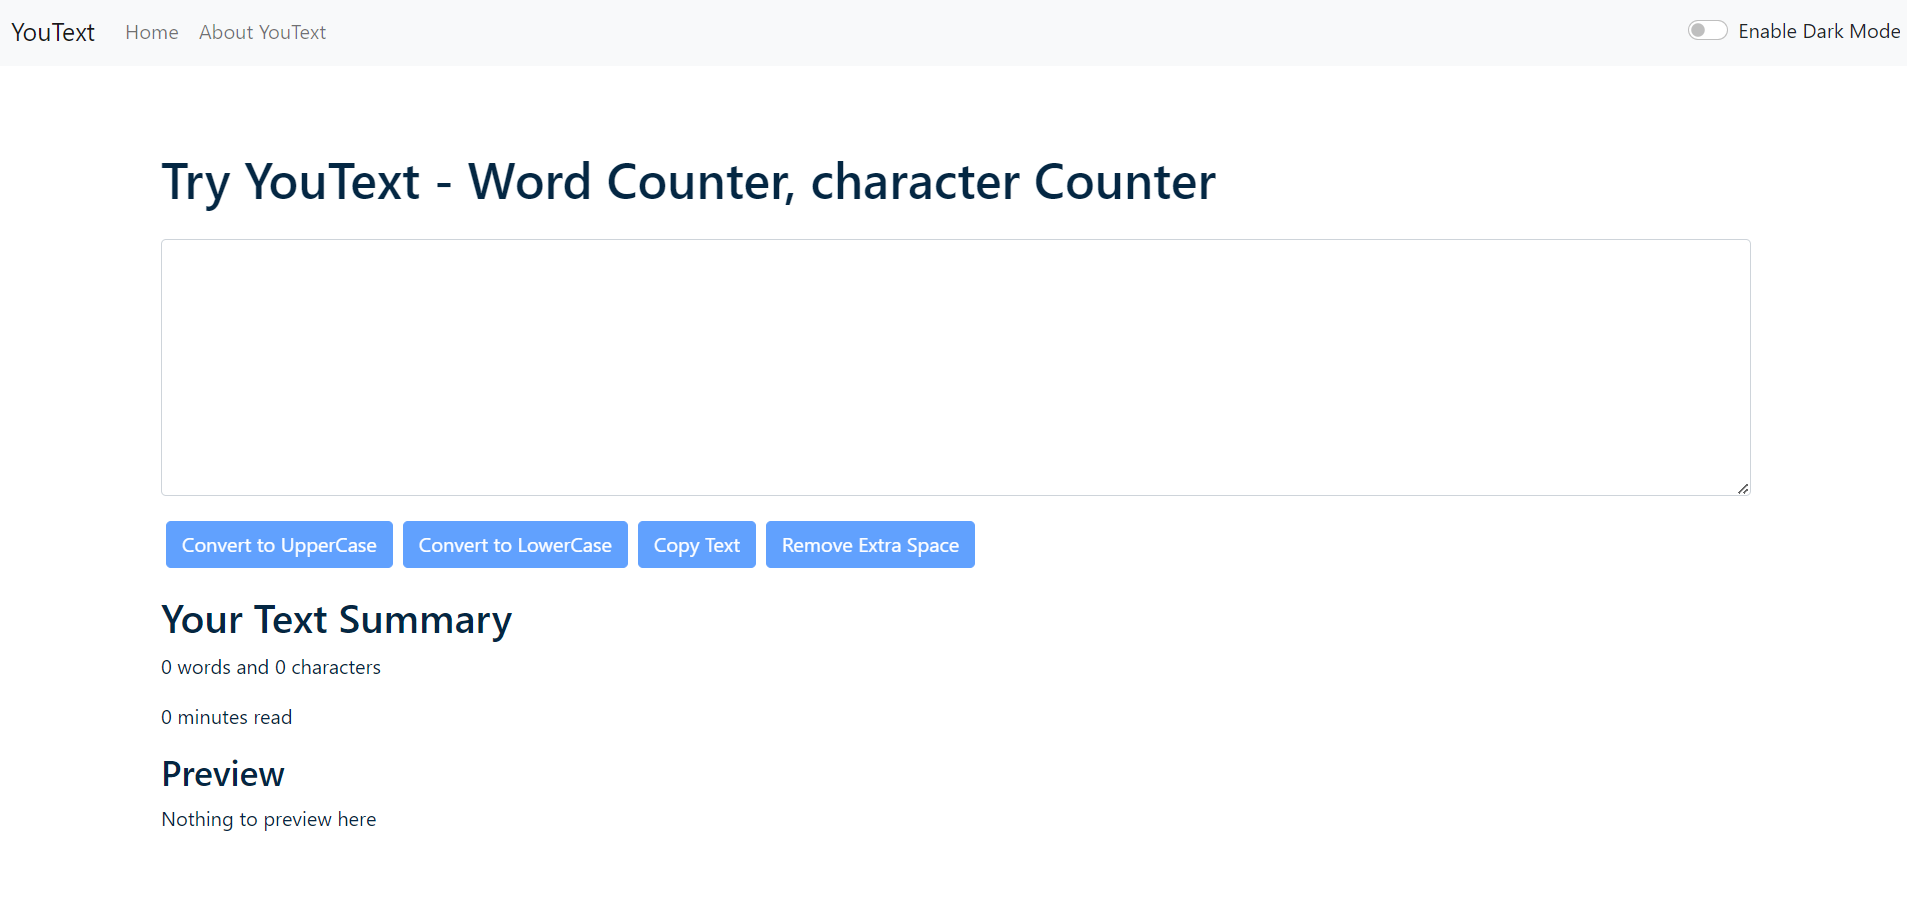 YouText Home About YouText Enable Dark Mode
Try YouText - Word Counter, character Counter
Convert to UpperCase Convert to LowerCase Copy Text Remove Extra Space
Your Text Summary
0 words and 0 characters
0 minutes read
Preview
Nothing to preview here